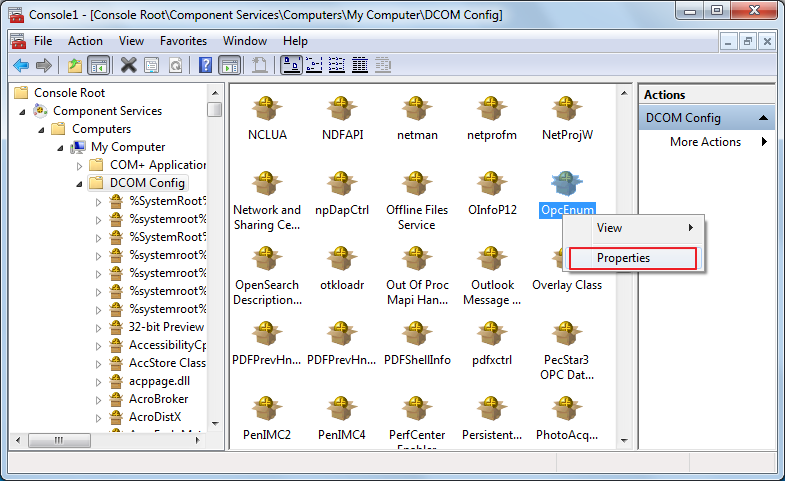 Console1 - [Console Root\Component Services\Computers\My Computer\DCOM Config]
File Action View Favorites Window Help
Console Root
Component Services
Computers
My Computer
COM+ Application
DCOM Config
%SystemRoot%
%systemroot%
%SystemRoot%
%systemroot%
%systemroot%
%systemroot%
%systemroot%
32-bit Preview
AccessibilityCp
AccStore Class
acppage.dll
AcroBroker
AcroDistX
NCLUA NDFAPI netman netprofm NetProjW
Network and npDapCtrl Offline Files OInfoP12 OpcEnum
Sharing Ce... Service
View
Properties
OpenSearch otkloadr Out Of Proc Outlook Overlay Class
Description... Mapi Han... Message ...
PDFPrevHn... PDFPrevHn... PDFShellInfo pdfxctrl PecStar3
OPC Dat...
PenIMC2 PenIMC4 PerfCenter Persistent... PhotoAcq...
Enabler
Actions
DCOM Config
More Actions